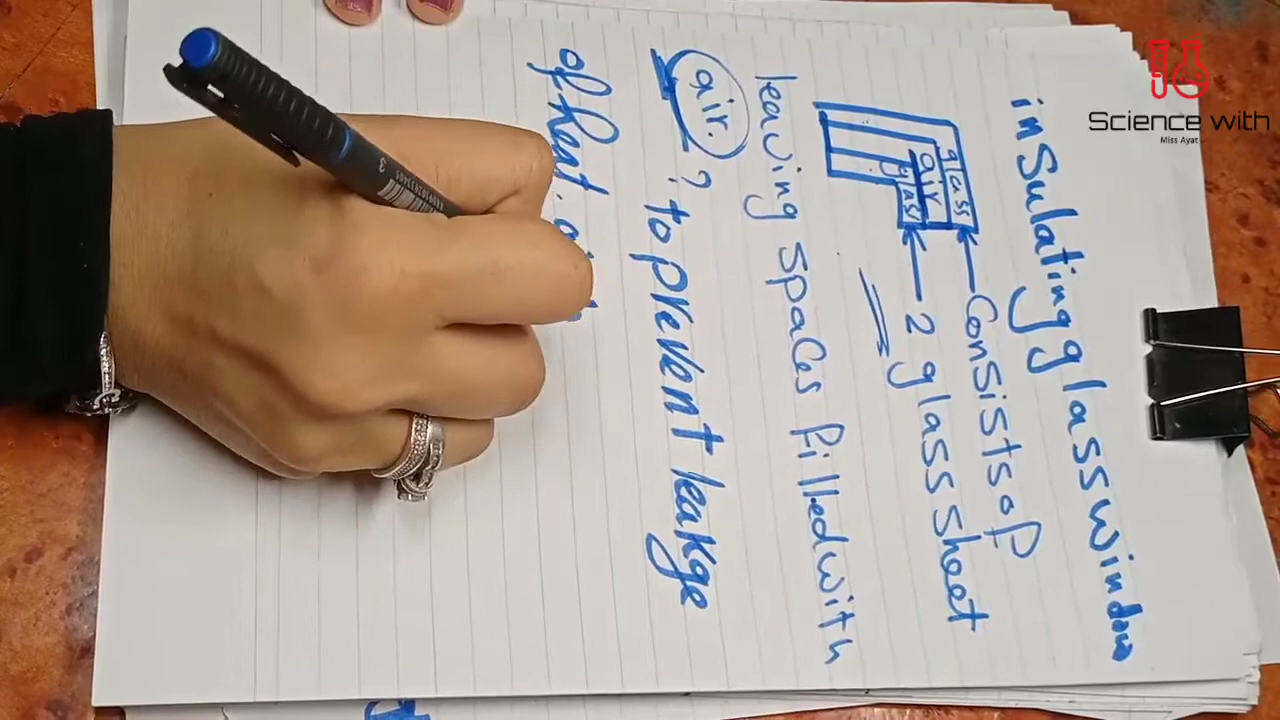 Science with
Miss Ayat
insulating glass window
glass
air
glass
Consists of
2 glass sheet
leaving spaces filled with
air. ? to prevent leakge
of heat.